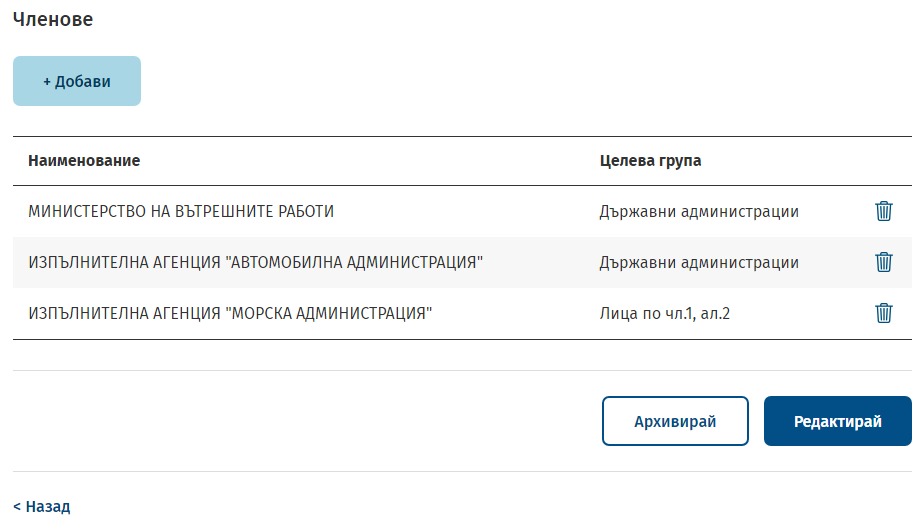 Членове
+ Добави
Наименование Целева група
МИНИСТЕРСТВО НА ВЪТРЕШНИТЕ РАБОТИ Държавни администрации
ИЗПЪЛНИТЕЛНА АГЕНЦИЯ "АВТОМОБИЛНА АДМИНИСТРАЦИЯ" Държавни администрации
ИЗПЪЛНИТЕЛНА АГЕНЦИЯ "МОРСКА АДМИНИСТРАЦИЯ" Лица по чл.1, ал.2
Архивирай Редактирай
< Назад